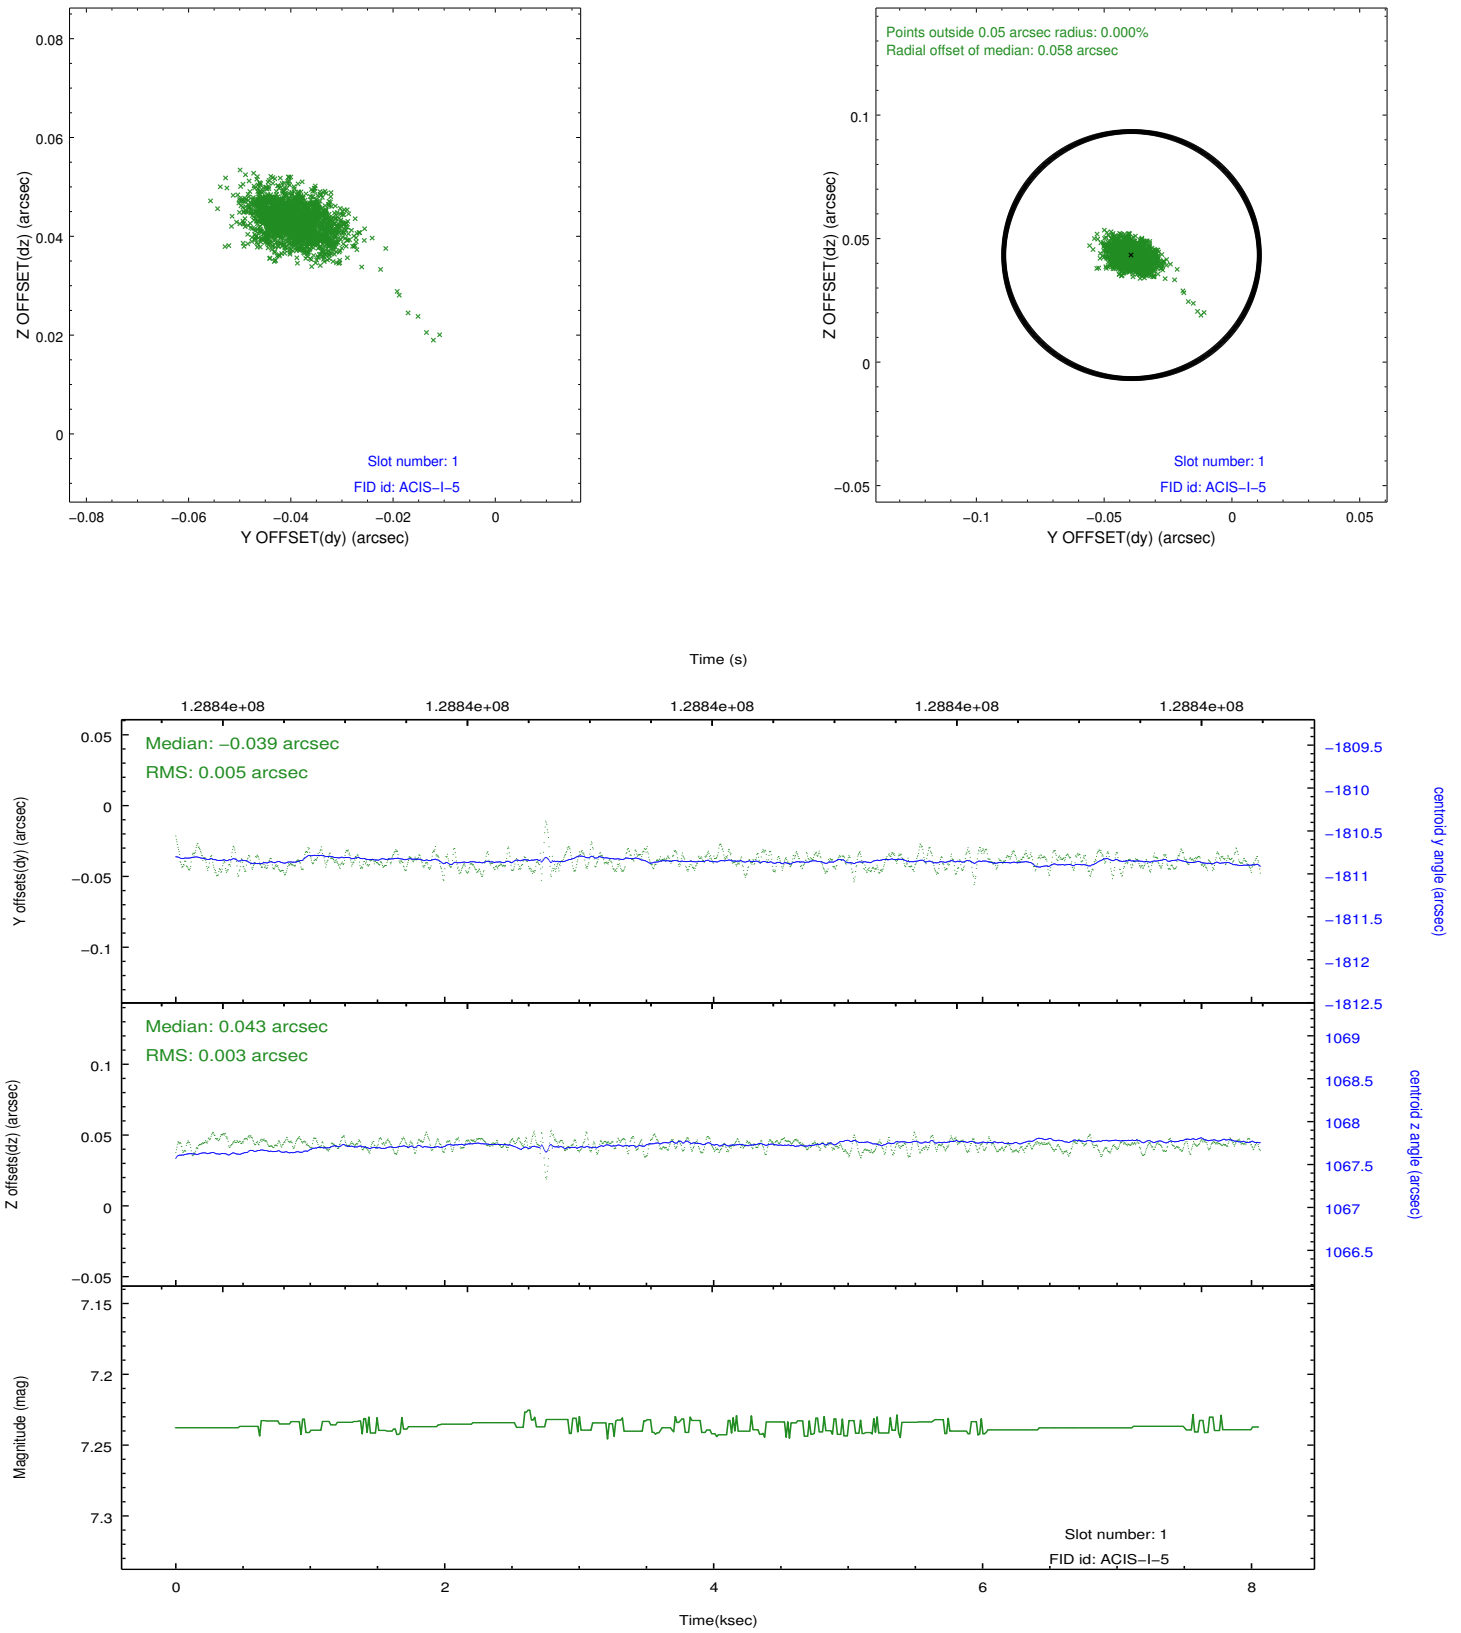 0.08
0.06
0.04
0.02
0
Z OFFSET(dz) (arcsec)
Slot number: 1
FID id: ACIS−I−5
−0.08
−0.06
−0.04
−0.02
0
Y OFFSET(dy) (arcsec)
Points outside 0.05 arcsec radius: 0.000%
Radial offset of median: 0.058 arcsec
0.1
0.05
0
−0.05
Z OFFSET(dz) (arcsec)
Slot number: 1
FID id: ACIS−I−5
−0.1
−0.05
0
0.05
Y OFFSET(dy) (arcsec)
Time (s)
1.2884e+08
1.2884e+08
1.2884e+08
1.2884e+08
1.2884e+08
Median: −0.039 arcsec
RMS: 0.005 arcsec
0.05
0
−0.05
−0.1
Y offsets(dy) (arcsec)
−1809.5
−1810
−1810.5
−1811
−1811.5
−1812
−1812.5
centroid y angle (arcsec)
Median: 0.043 arcsec
RMS: 0.003 arcsec
0.1
0.05
0
−0.05
Z offsets(dz) (arcsec)
1069
1068.5
1068
1067.5
1067
1066.5
centroid z angle (arcsec)
7.15
7.2
7.25
7.3
Magnitude (mag)
Slot number: 1
FID id: ACIS−I−5
0
2
4
6
8
Time(ksec)